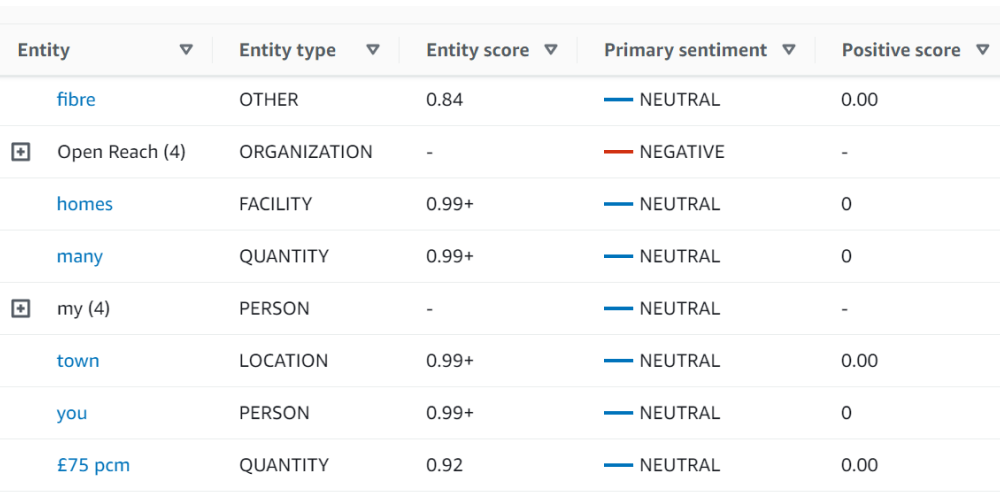 Entity Entity type Entity score Primary sentiment Positive score
fibre OTHER 0.84 NEUTRAL 0.00
Open Reach (4) ORGANIZATION - NEGATIVE -
homes FACILITY 0.99+ NEUTRAL 0
many QUANTITY 0.99+ NEUTRAL 0
my (4) PERSON - NEUTRAL -
town LOCATION 0.99+ NEUTRAL 0.00
you PERSON 0.99+ NEUTRAL 0
£75 pcm QUANTITY 0.92 NEUTRAL 0.00